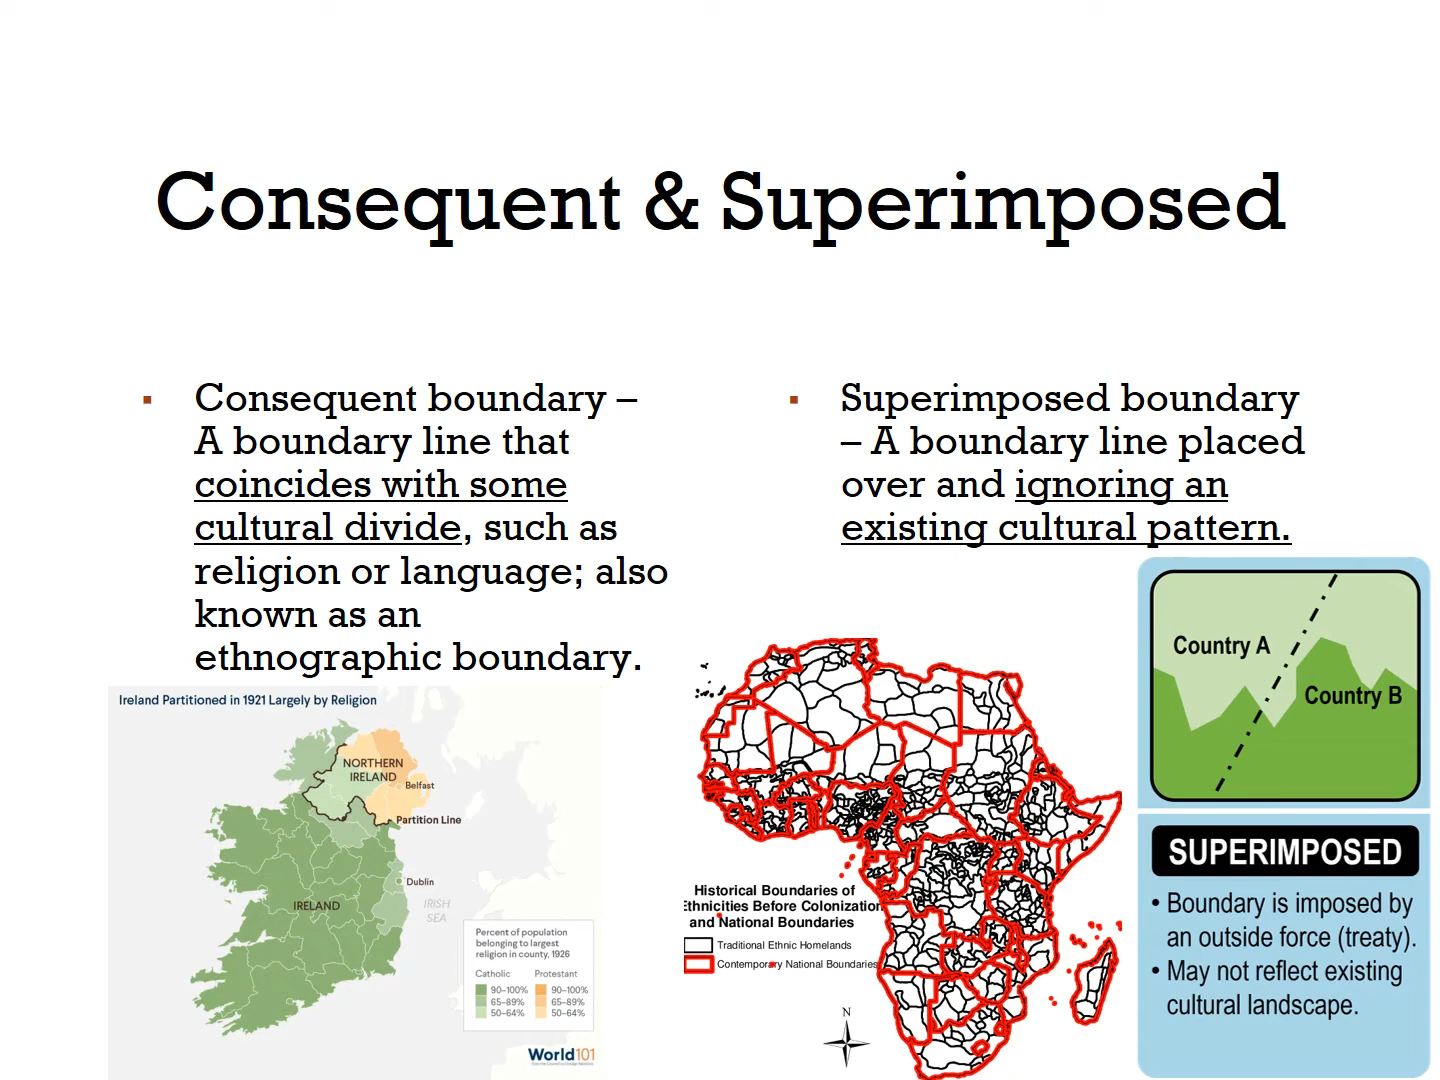 Consequent & Superimposed
▪ Consequent boundary –
A boundary line that
coincides with some
cultural divide, such as
religion or language; also
known as an
ethnographic boundary.
▪ Superimposed boundary
– A boundary line placed
over and ignoring an
existing cultural pattern.
Ireland Partitioned in 1921 Largely by Religion
NORTHERN
IRELAND
Belfast
Partition Line
Dublin
IRELAND
IRISH
SEA
Percent of population
belonging to largest
religion in county, 1926
Catholic Protestant
90–100% 90–100%
65–89% 65–89%
50–64% 50–64%
World101
Historical Boundaries of
Ethnicities Before Colonization
and National Boundaries
Traditional Ethnic Homelands
Contemporary National Boundaries
N
Country A
Country B
SUPERIMPOSED
• Boundary is imposed by
an outside force (treaty).
• May not reflect existing
cultural landscape.